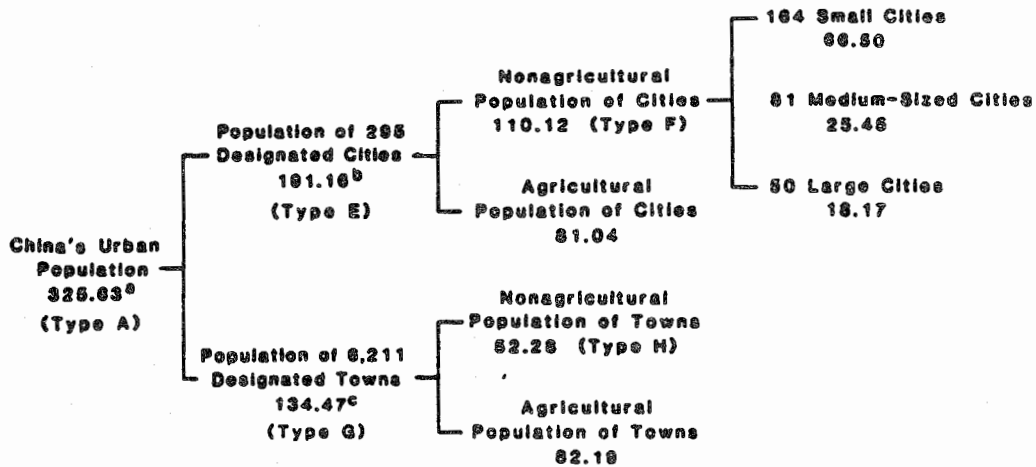 China's Urban
Population
325.63a
(Type A)
Population of 295
Designated Cities
191.16b
(Type E)
Population of 6,211
Designated Towns
134.47c
(Type G)
Nonagricultural
Population of Cities
110.12 (Type F)
Agricultural
Population of Cities
81.04
Nonagricultural
Population of Towns
52.28 (Type H)
Agricultural
Population of Towns
82.19
164 Small Cities
66.50
81 Medium-Sized Cities
25.46
50 Large Cities
18.17